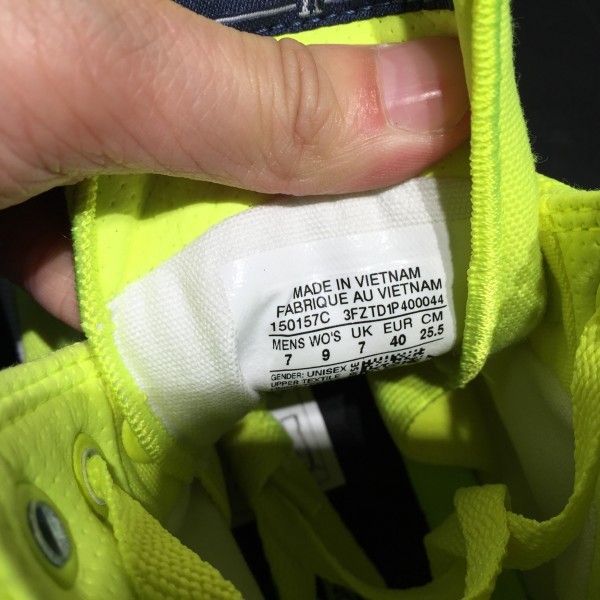 MADE IN VIETNAM
FABRIQUE AU VIETNAM
150157C 3FZTD1P400044
MENS WO'S UK EUR CM
7 9 7 40 25.5
GENDER: UNISEX
UPPER TEXTILE